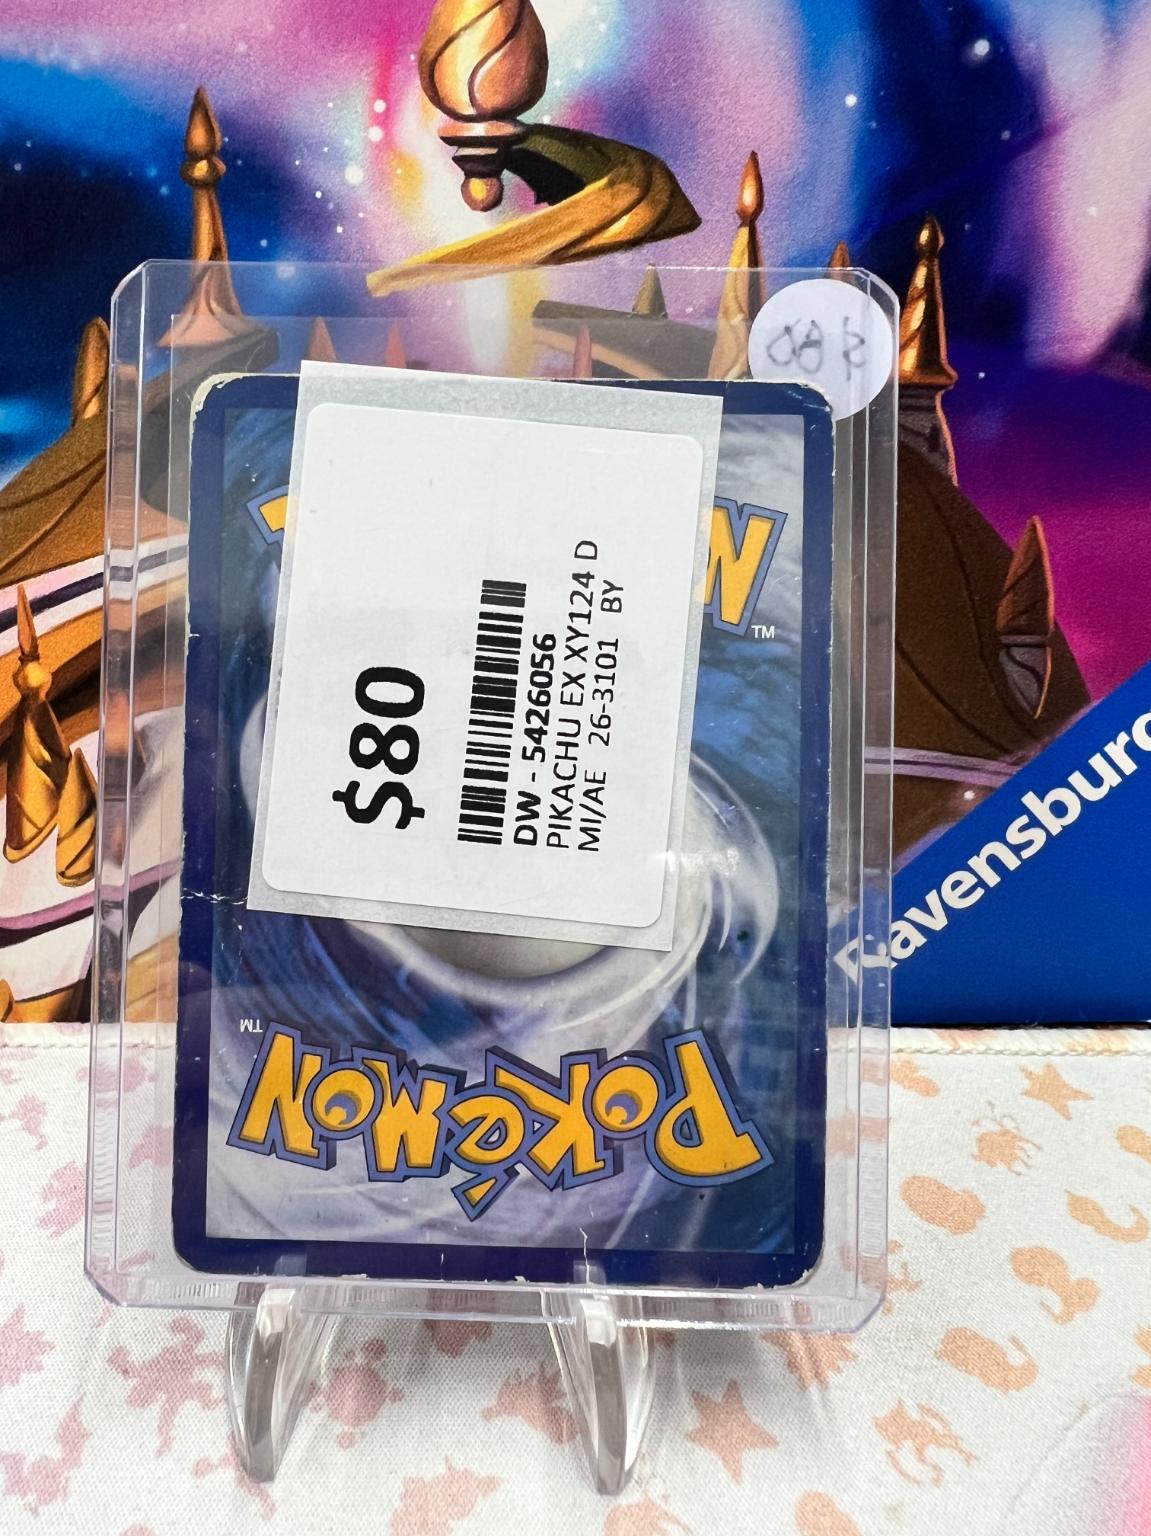 $80
DW - 5426056
PIKACHU EX XY124 D
MI/AE 26-3101 BY
TM
POKéMON
TM
Ravensburg